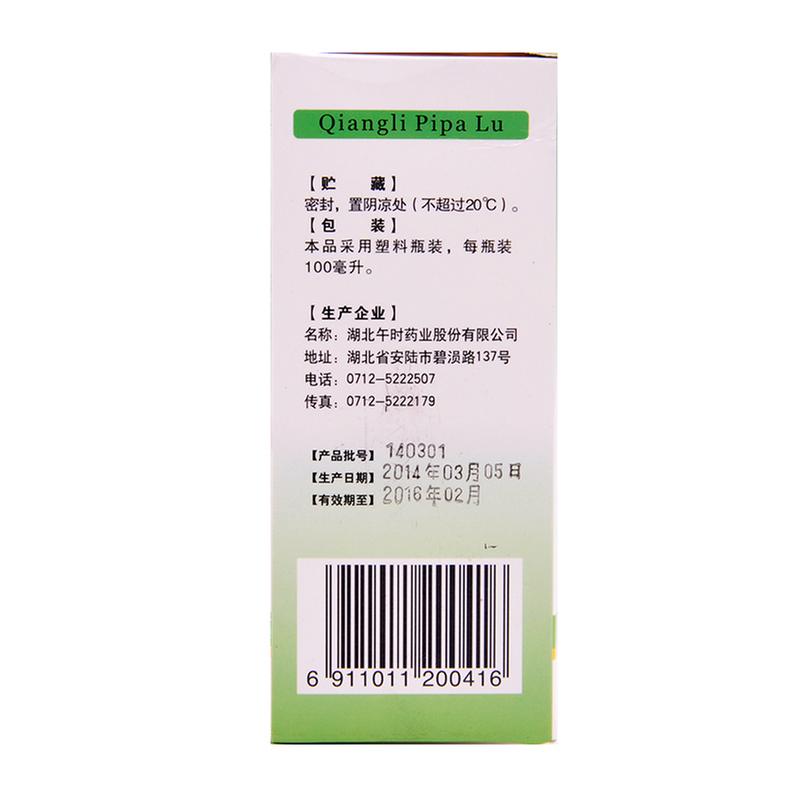 Qiangli Pipa Lu
【贮　藏】
密封，置阴凉处（不超过20℃）。
【包　装】
本品采用塑料瓶装，每瓶装
100毫升。
【生产企业】
名称：湖北午时药业股份有限公司
地址：湖北省安陆市碧涢路137号
电话：0712-5222507
传真：0712-5222179
【产品批号】140301
【生产日期】2014年03月05日
【有效期至】2016年02月
6 911011 200416